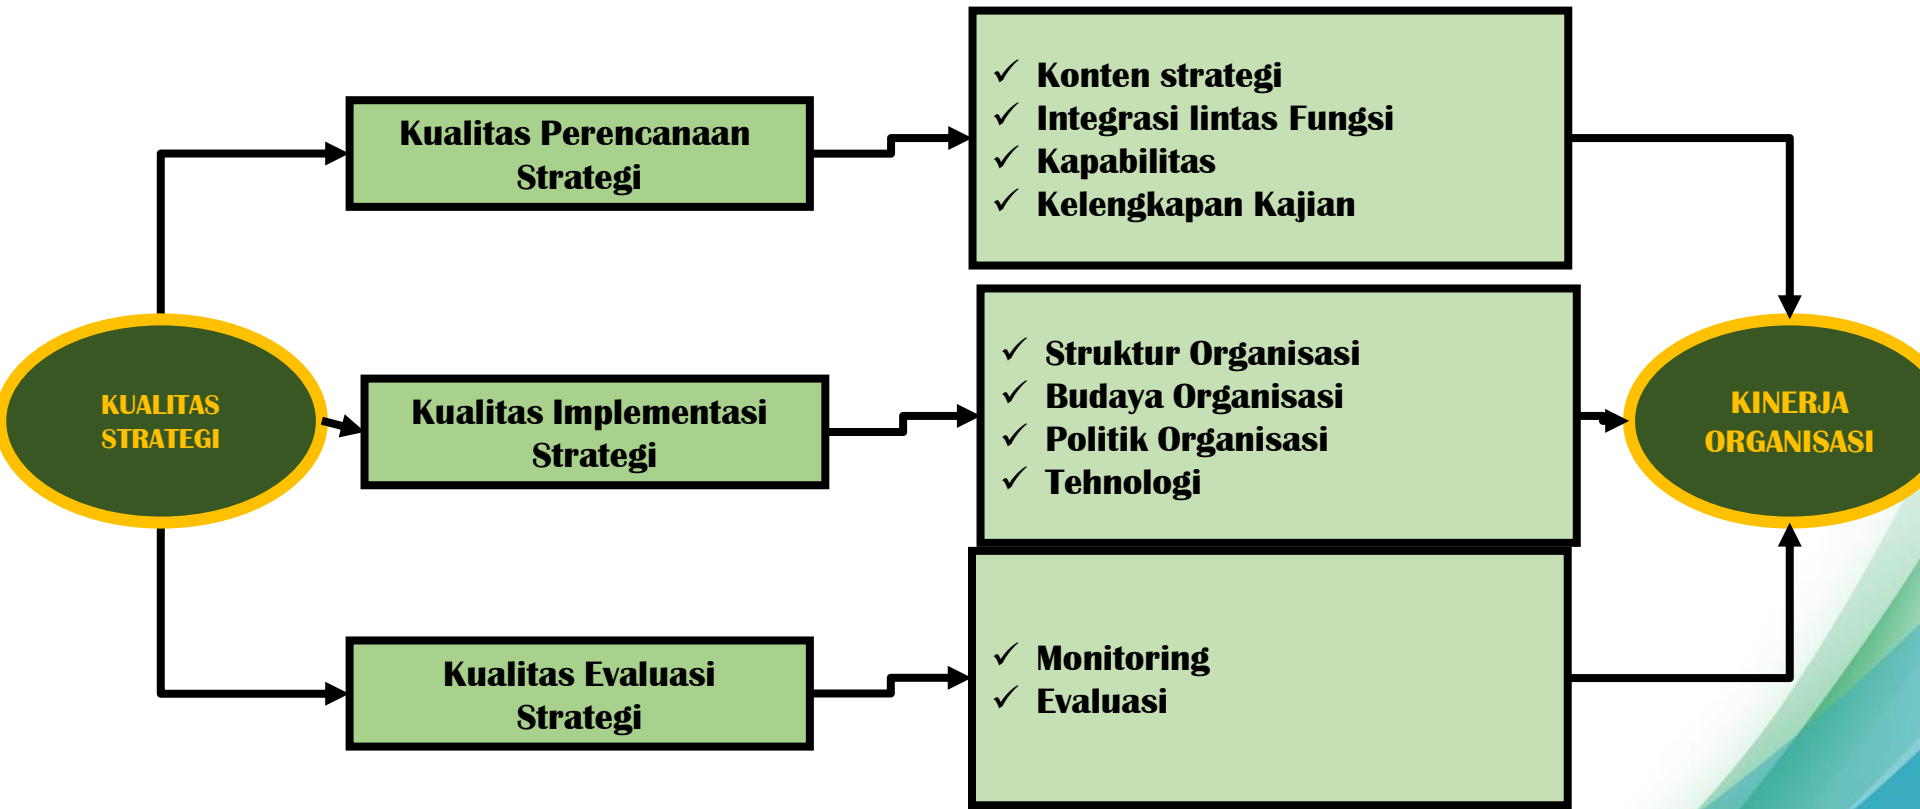 KUALITAS
STRATEGI
Kualitas Perencanaan
Strategi
✓ Konten strategi
✓ Integrasi lintas Fungsi
✓ Kapabilitas
✓ Kelengkapan Kajian
Kualitas Implementasi
Strategi
✓ Struktur Organisasi
✓ Budaya Organisasi
✓ Politik Organisasi
✓ Tehnologi
Kualitas Evaluasi
Strategi
✓ Monitoring
✓ Evaluasi
KINERJA
ORGANISASI